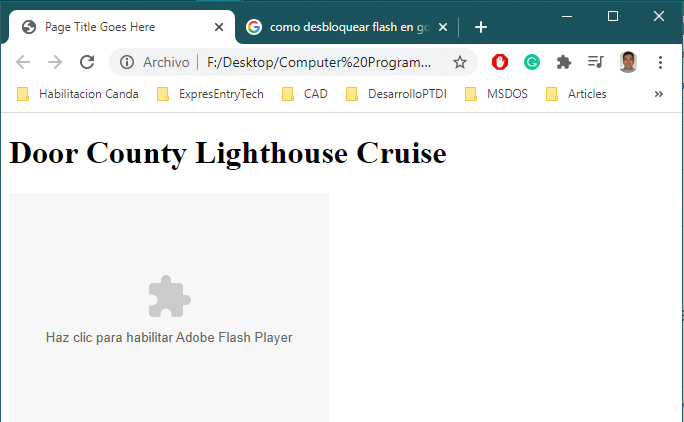 Page Title Goes Here
como desbloquear flash en go
Archivo
F:/Desktop/Computer%20Program...
Habilitacion Canda
ExpresEntryTech
CAD
DesarrolloPTDI
MSDOS
Articles
Door County Lighthouse Cruise
Haz clic para habilitar Adobe Flash Player